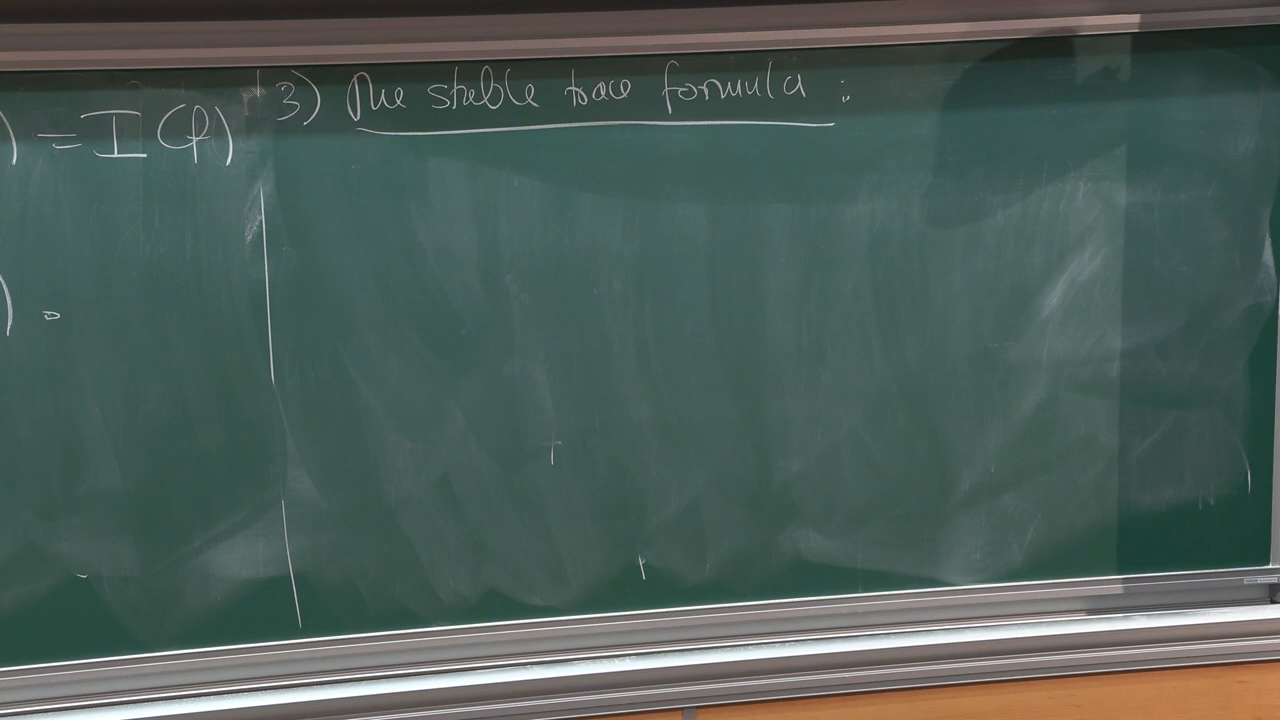 ) = I(f)
) .
3) The stable trace formula :